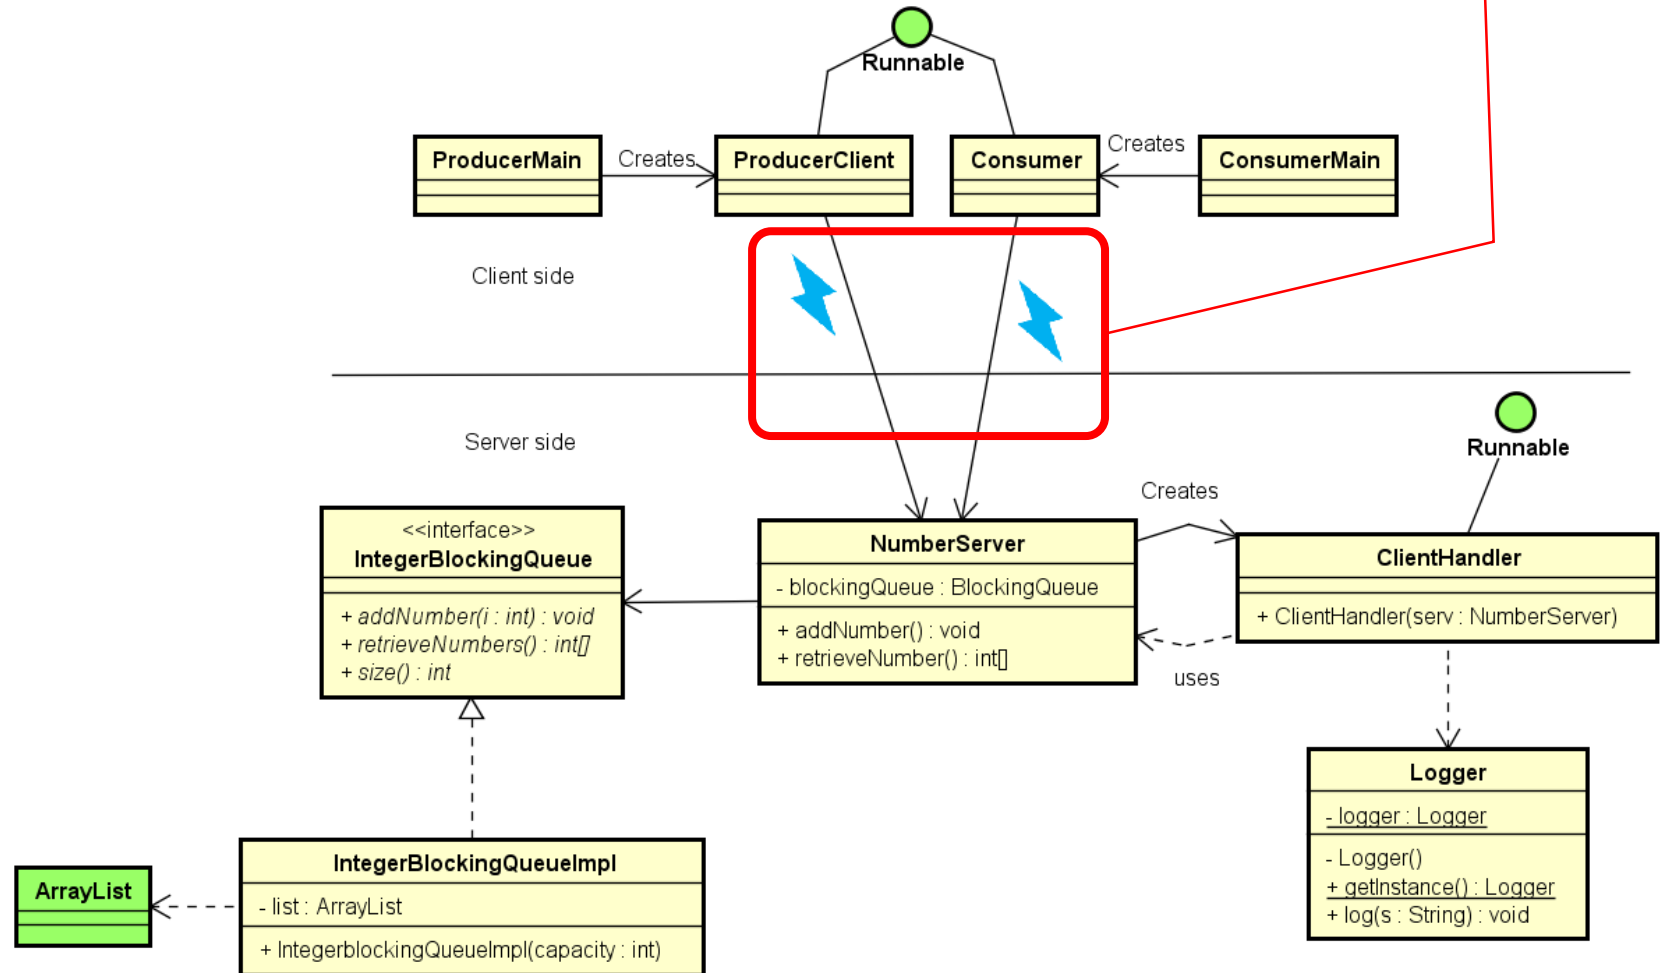 Runnable
ProducerMain
Creates
ProducerClient
Consumer
Creates
ConsumerMain
Client side
Server side
Runnable
<<interface>>
IntegerBlockingQueue
+ addNumber(i : int) : void
+ retrieveNumbers() : int[]
+ size() : int
NumberServer
- blockingQueue : BlockingQueue
+ addNumber() : void
+ retrieveNumber() : int[]
Creates
ClientHandler
+ ClientHandler(serv : NumberServer)
uses
Logger
- logger : Logger
- Logger()
+ getInstance() : Logger
+ log(s : String) : void
ArrayList
IntegerBlockingQueueImpl
- list : ArrayList
+ IntegerblockingQueueImpl(capacity : int)